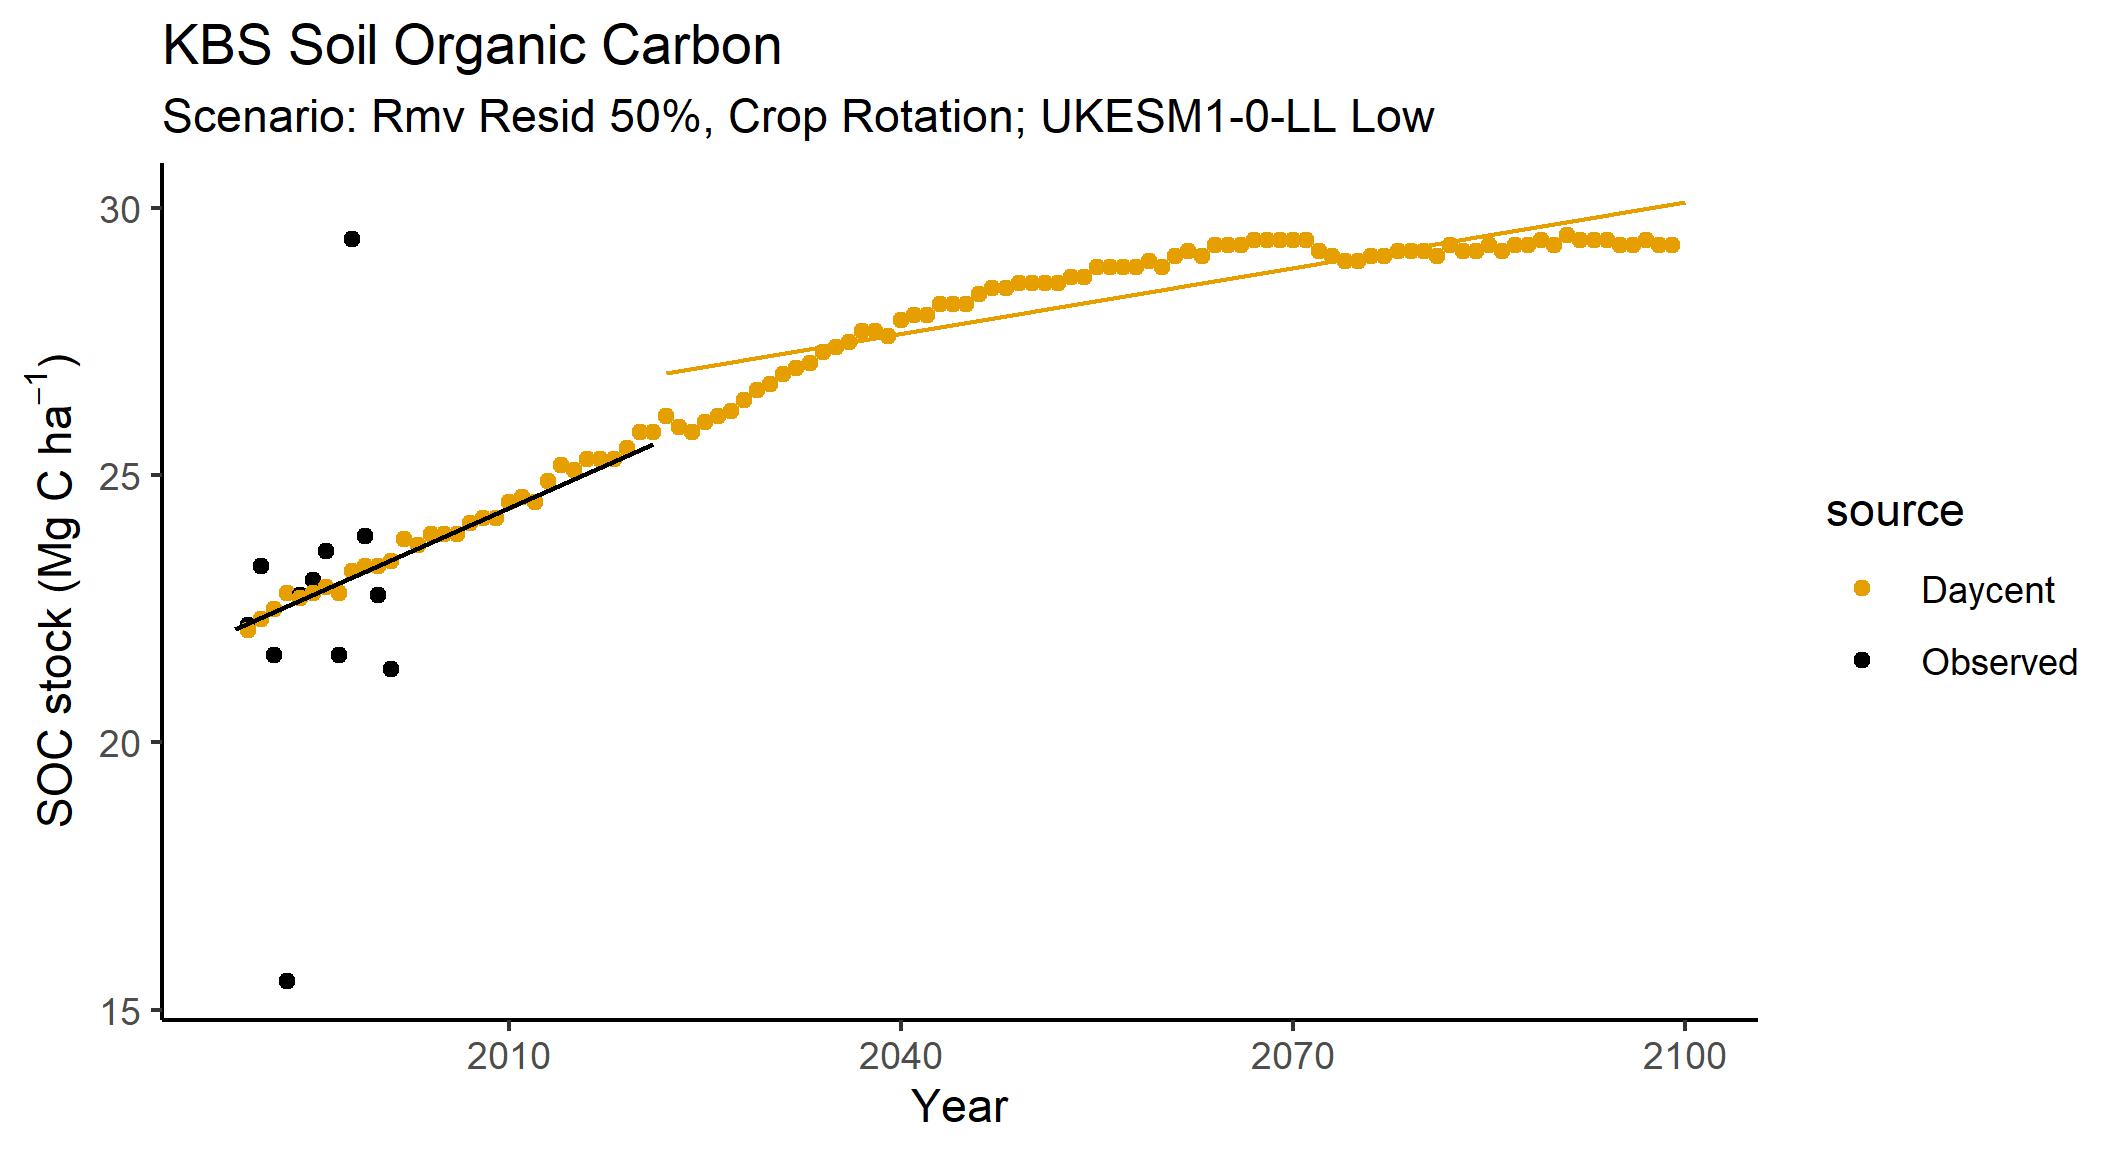 KBS Soil Organic Carbon
Scenario: Rmv Resid 50%, Crop Rotation; UKESM1-0-LL Low
SOC stock (Mg C ha⁻¹)
30
25
20
15
2010
2040
2070
2100
Year
source
Daycent
Observed